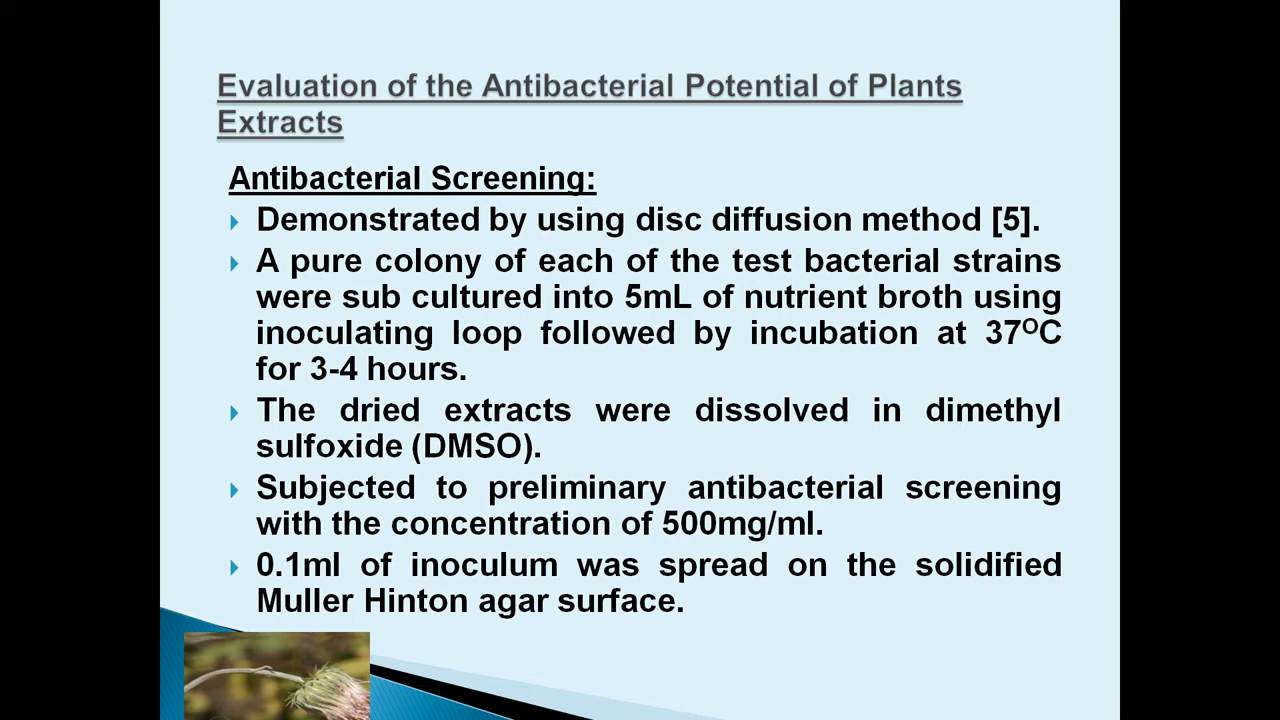 Evaluation of the Antibacterial Potential of Plants
Extracts
Antibacterial Screening:
Demonstrated by using disc diffusion method [5].
A pure colony of each of the test bacterial strains
were sub cultured into 5mL of nutrient broth using
inoculating loop followed by incubation at 37ᴼC
for 3-4 hours.
The dried extracts were dissolved in dimethyl
sulfoxide (DMSO).
Subjected to preliminary antibacterial screening
with the concentration of 500mg/ml.
0.1ml of inoculum was spread on the solidified
Muller Hinton agar surface.